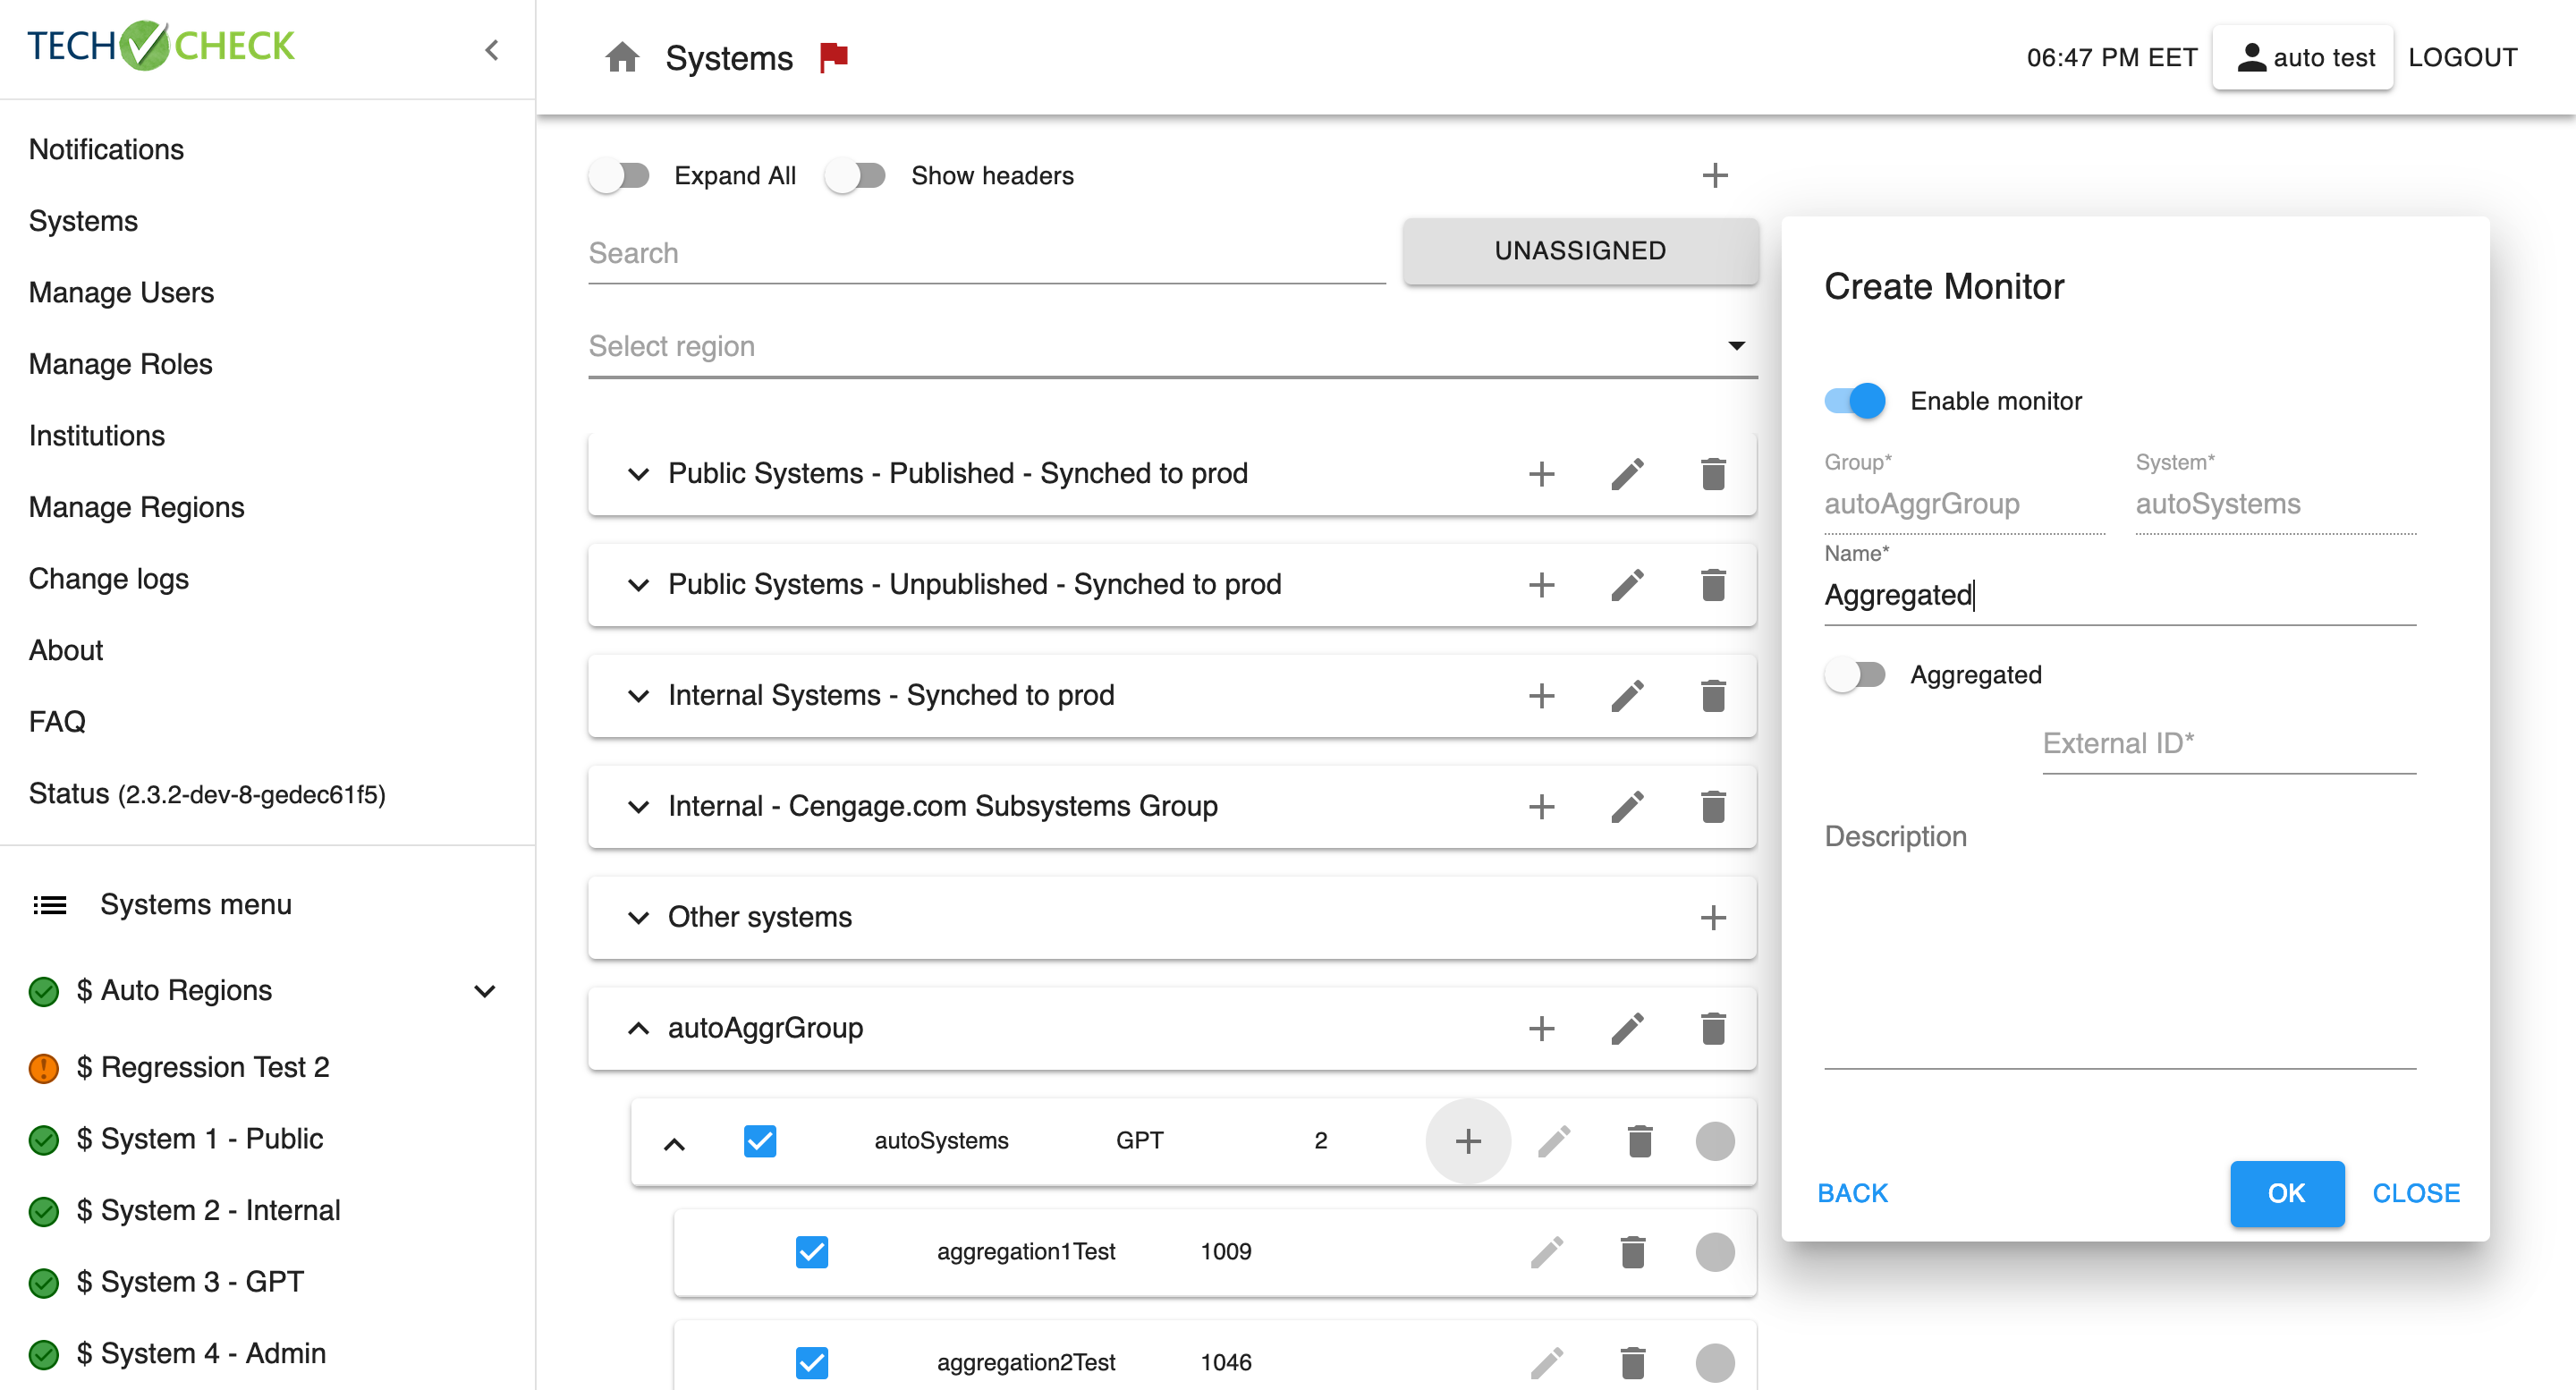 TECH CHECK
Notifications
Systems
Manage Users
Manage Roles
Institutions
Manage Regions
Change logs
About
FAQ
Status (2.3.2-dev-8-gedec61f5)
Systems menu
$ Auto Regions
$ Regression Test 2
$ System 1 - Public
$ System 2 - Internal
$ System 3 - GPT
$ System 4 - Admin
Systems
06:47 PM EET
auto test
LOGOUT
Expand All
Show headers
Search
UNASSIGNED
Select region
Public Systems - Published - Synched to prod
Public Systems - Unpublished - Synched to prod
Internal Systems - Synched to prod
Internal - Cengage.com Subsystems Group
Other systems
autoAggrGroup
autoSystems GPT 2
aggregation1Test 1009
aggregation2Test 1046
Create Monitor
Enable monitor
Group* System*
autoAggrGroup autoSystems
Name*
Aggregated
Aggregated
External ID*
Description
BACK OK CLOSE